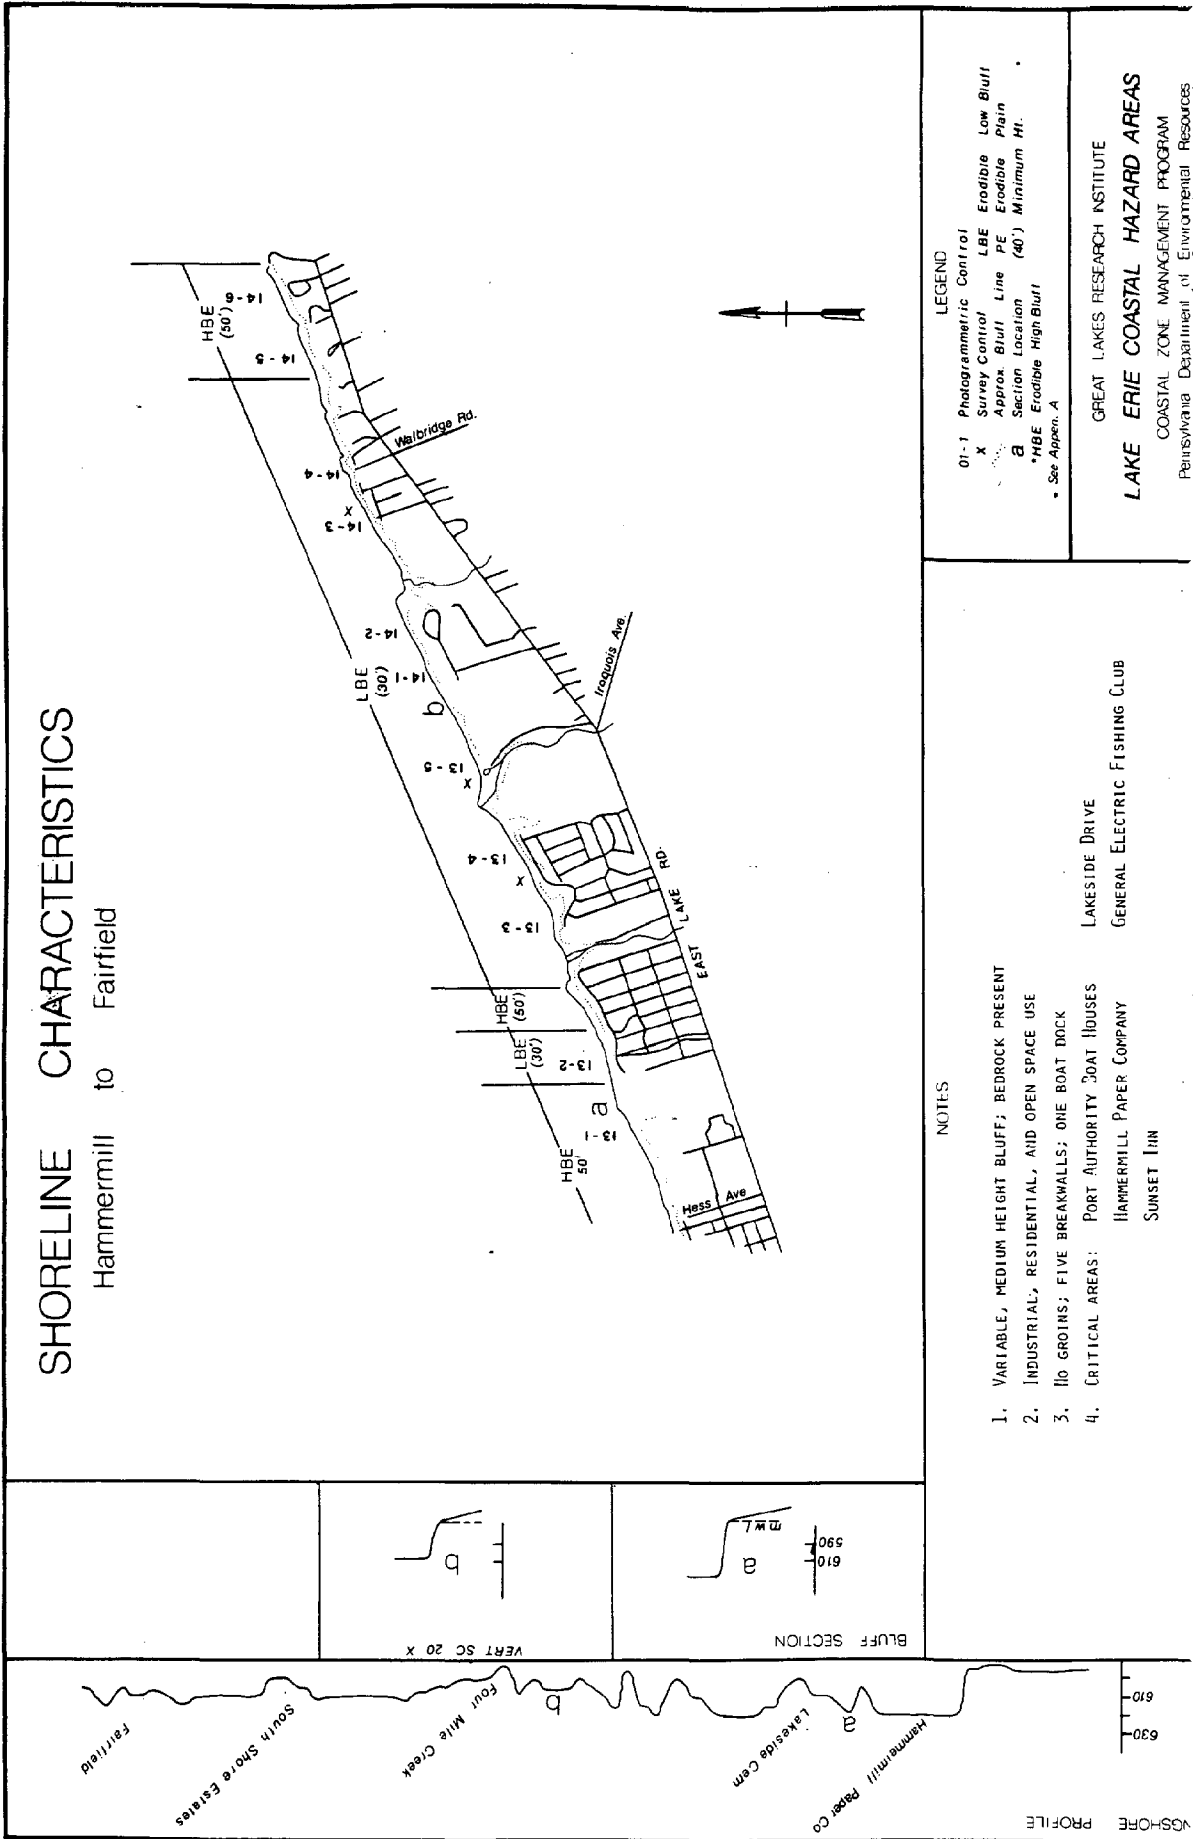 SHORELINE CHARACTERISTICS
Hammermill to Fairfield
HBE
(50')
LBE
(30')
HBE
(50')
LBE
(30')
HBE
50'
14-6
14-5
14-4
X
14-3
14-2
14-1
b
13-5
X
13-4
X
13-3
13-2
a
13-1
Walbridge Rd.
Iroquois Ave.
EAST LAKE RD.
Hess Ave
LEGEND
01-1 Photogrammetric Control
X Survey Control LBE Erodible Low Bluff
Approx. Bluff Line PE Erodible Plain
a Section Location (40') Minimum Ht.
*HBE Erodible High Bluff
* See Appen. A
GREAT LAKES RESEARCH INSTITUTE
LAKE ERIE COASTAL HAZARD AREAS
COASTAL ZONE MANAGEMENT PROGRAM
Pennsylvania Department of Environmental Resources
NOTES
1. VARIABLE, MEDIUM HEIGHT BLUFF; BEDROCK PRESENT
2. INDUSTRIAL, RESIDENTIAL, AND OPEN SPACE USE
3. NO GROINS; FIVE BREAKWALLS; ONE BOAT DOCK
4. CRITICAL AREAS: PORT AUTHORITY BOAT HOUSES LAKESIDE DRIVE
HAMMERMILL PAPER COMPANY GENERAL ELECTRIC FISHING CLUB
SUNSET INN
BLUFF SECTION
a
mwl
610
590
VERT SC 20 X
b
NGSHORE PROFILE
630
610
Hammermill Paper Co
a
Lakeside Cem
b
Four Mile Creek
South Shore Estates
Fairfield